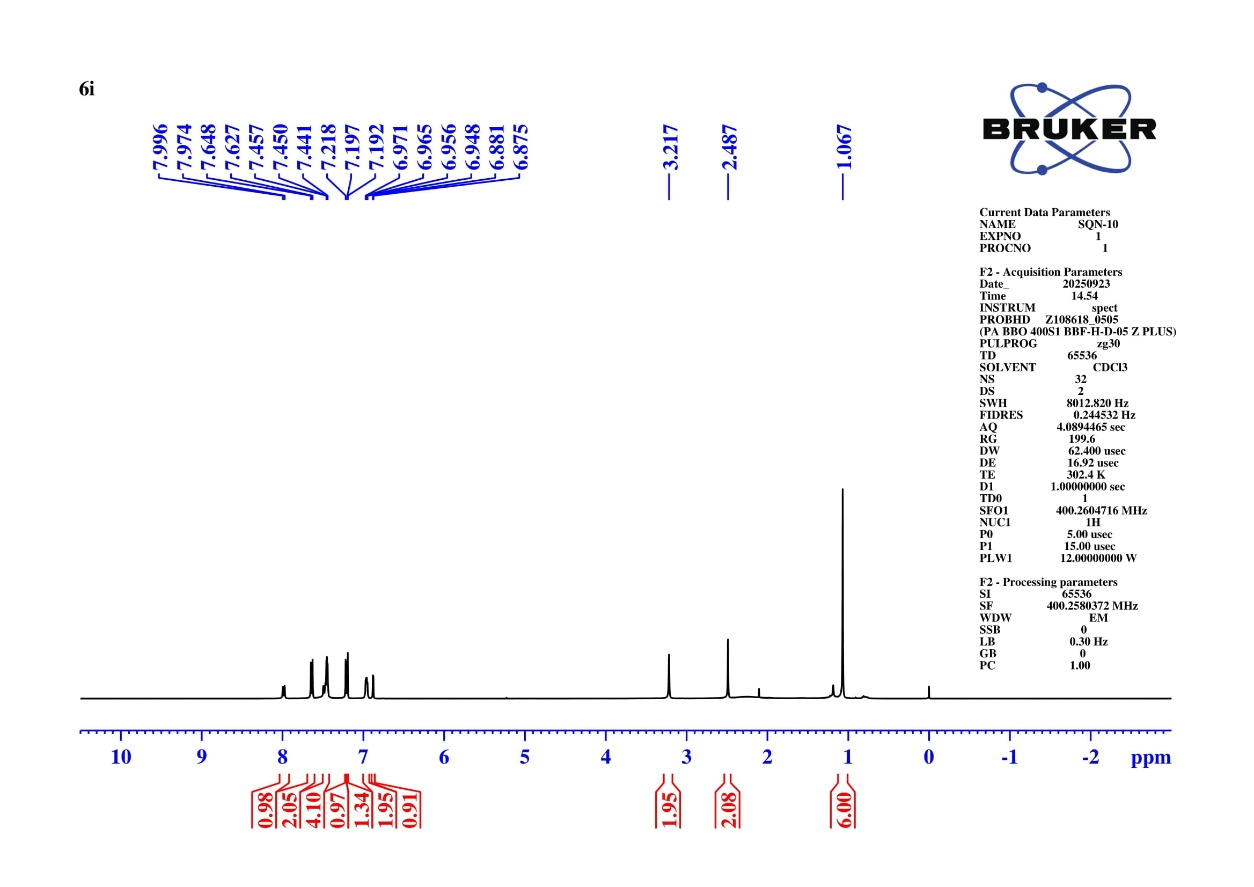 6i
BRUKER
7.996
7.974
7.648
7.627
7.457
7.450
7.441
7.218
7.197
7.192
6.971
6.965
6.956
6.948
6.881
6.875
3.217
2.487
1.067
Current Data Parameters
NAME SQN-10
EXPNO 1
PROCNO 1
F2 - Acquisition Parameters
Date_ 20250923
Time 14.54
INSTRUM spect
PROBHD Z108618_0505
(PA BBO 400S1 BBF-H-D-05 Z PLUS)
PULPROG zg30
TD 65536
SOLVENT CDCl3
NS 32
DS 2
SWH 8012.820 Hz
FIDRES 0.244532 Hz
AQ 4.0894465 sec
RG 199.6
DW 62.400 usec
DE 16.92 usec
TE 302.4 K
D1 1.00000000 sec
TD0 1
SFO1 400.2604716 MHz
NUC1 1H
P0 5.00 usec
P1 15.00 usec
PLW1 12.00000000 W
F2 - Processing parameters
SI 65536
SF 400.2580372 MHz
WDW EM
SSB 0
LB 0.30 Hz
GB 0
PC 1.00
10 9 8 7 6 5 4 3 2 1 0 -1 -2 ppm
0.98
2.05
4.10
0.97
1.34
1.95
0.91
1.95
2.08
6.00